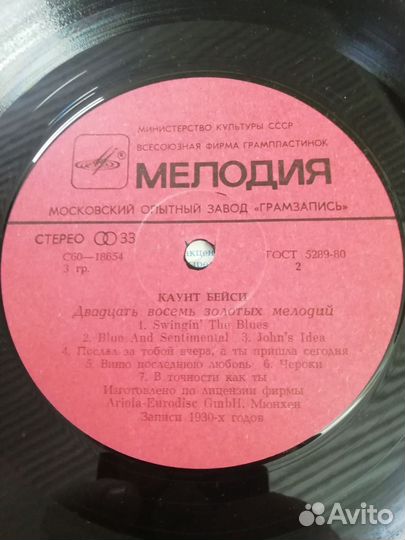 МИНИСТЕРСТВО КУЛЬТУРЫ СССР
ВСЕСОЮЗНАЯ ФИРМА ГРАМПЛАСТИНОК
МЕЛОДИЯ
МОСКОВСКИЙ ОПЫТНЫЙ ЗАВОД «ГРАМЗАПИСЬ»
СТЕРЕО 33
С60—18654 ГОСТ 5289-80
3 гр. 2
КАУНТ БЕЙСИ
Двадцать восемь золотых мелодий
1. Swingin' The Blues
2. Blue And Sentimental 3. John's Idea
4. Послал за тобой вчера, а ты пришла сегодня
5. Виню последнюю любовь 6. Чероки
7. В точности как ты
Изготовлено по лицензии фирмы
Ariola-Eurodisc GmbH, Мюнхен
Записи 1930-х годов
Avito